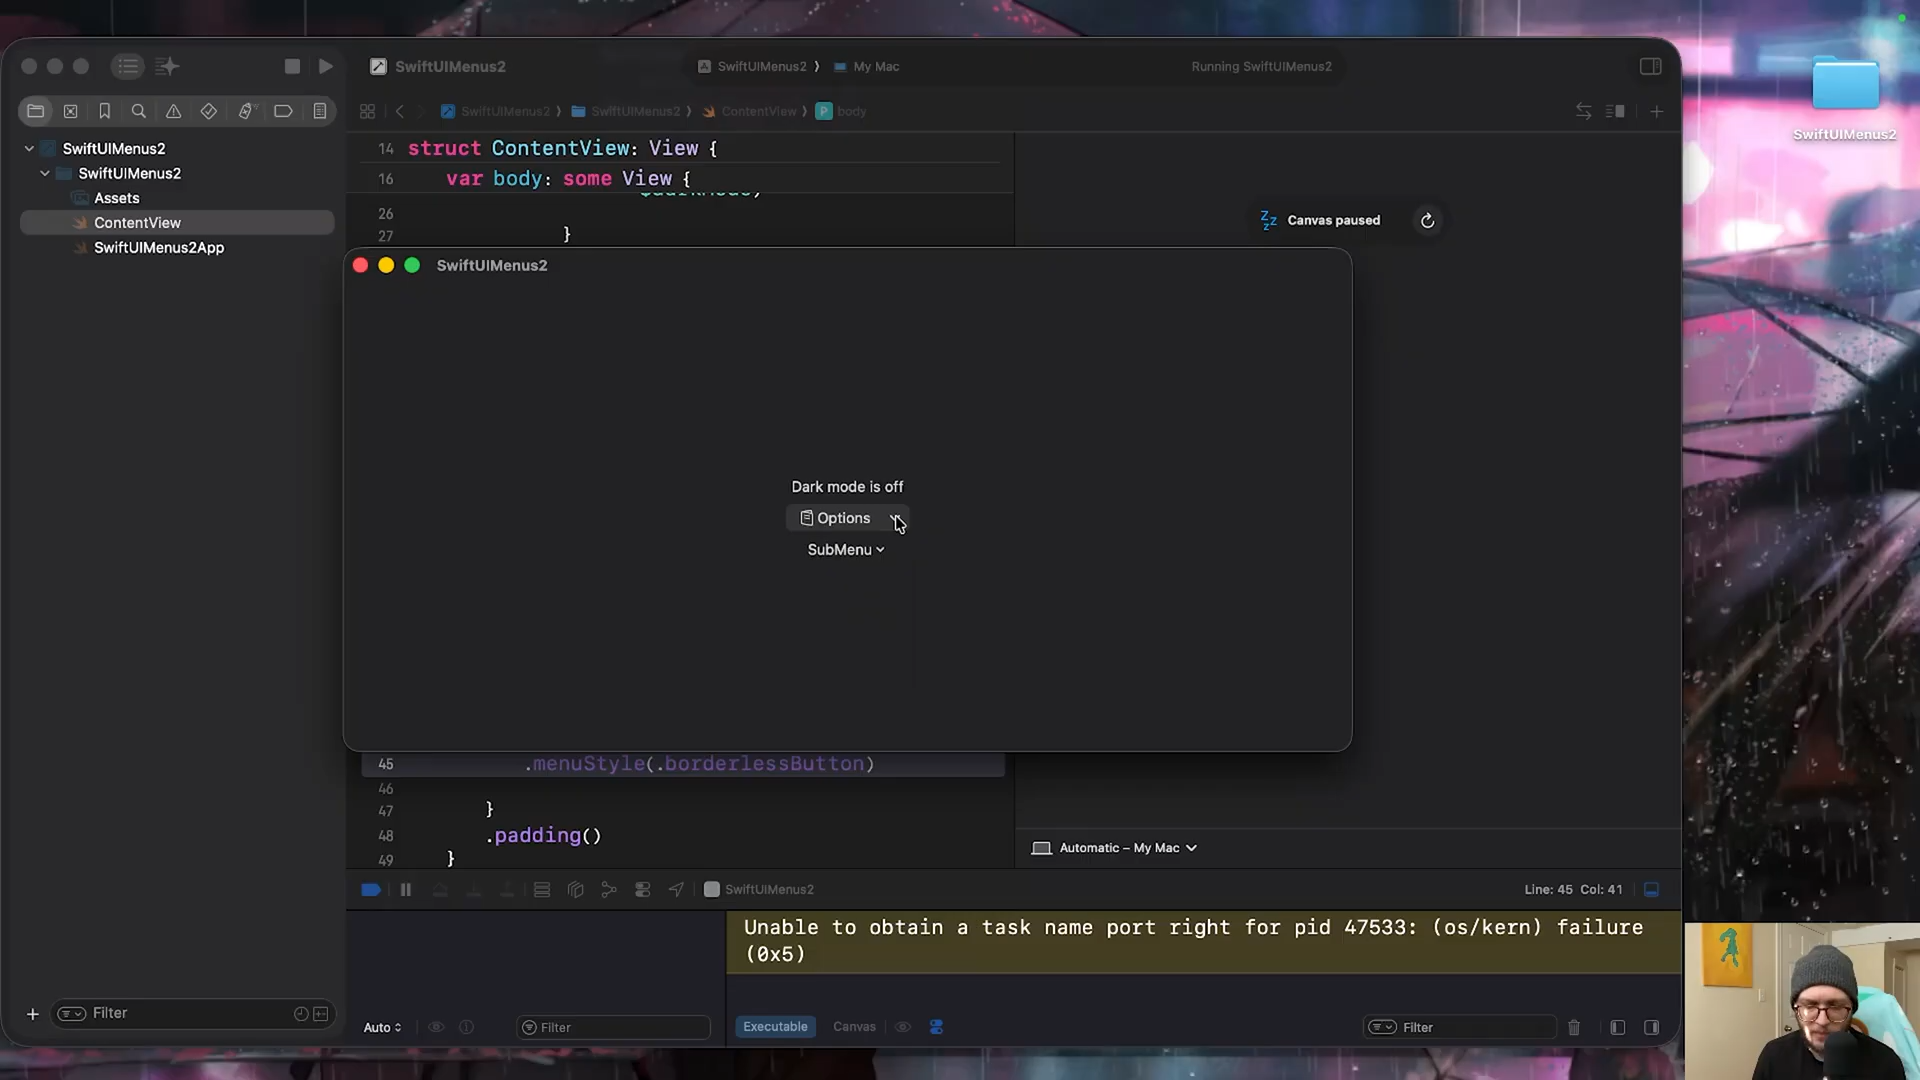 SwiftUIMenus2
SwiftUIMenus2 My Mac
Running SwiftUIMenus2
SwiftUIMenus2 SwiftUIMenus2 ContentView P body
SwiftUIMenus2
SwiftUIMenus2
Assets
ContentView
SwiftUIMenus2App
14 struct ContentView: View {
16 var body: some View {
26
27 }
Canvas paused
SwiftUIMenus2
SwiftUIMenus2
Dark mode is off
Options
SubMenu
45 .menuStyle(.borderlessButton)
46
47 }
48 .padding()
49 }
Automatic – My Mac
SwiftUIMenus2
Line: 45 Col: 41
Unable to obtain a task name port right for pid 47533: (os/kern) failure
(0x5)
Filter
Auto
Filter
Executable Canvas
Filter